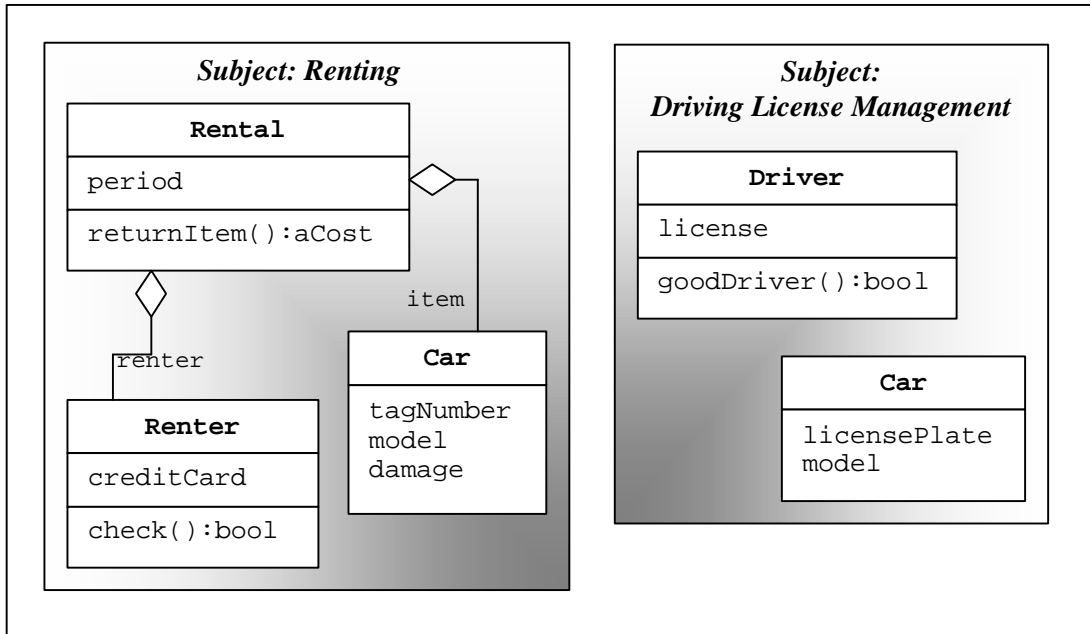 Subject: Renting
Rental
period
returnItem():aCost
item
renter
Car
tagNumber
model
damage
Renter
creditCard
check():bool
Subject:
Driving License Management
Driver
license
goodDriver():bool
Car
licensePlate
model